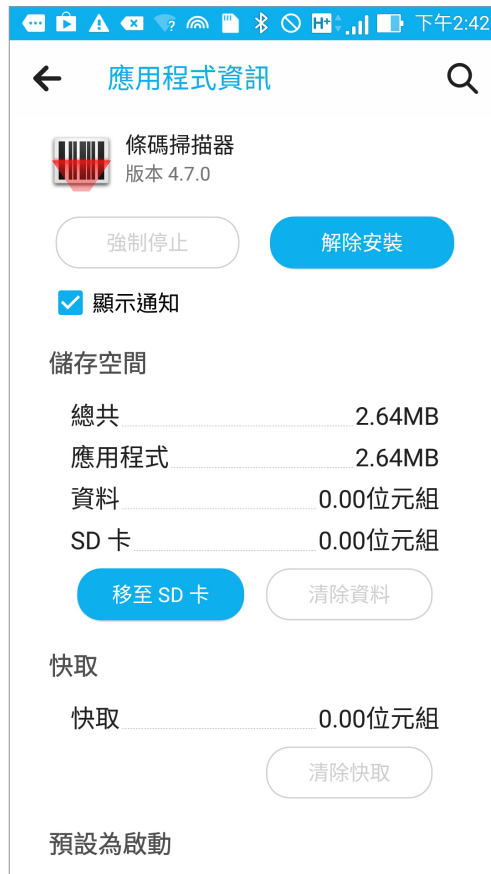 H+ 下午2:42
應用程式資訊
條碼掃描器
版本 4.7.0
強制停止 解除安裝
顯示通知
儲存空間
總共 2.64MB
應用程式 2.64MB
資料 0.00位元組
SD 卡 0.00位元組
移至 SD 卡 清除資料
快取
快取 0.00位元組
清除快取
預設為啟動